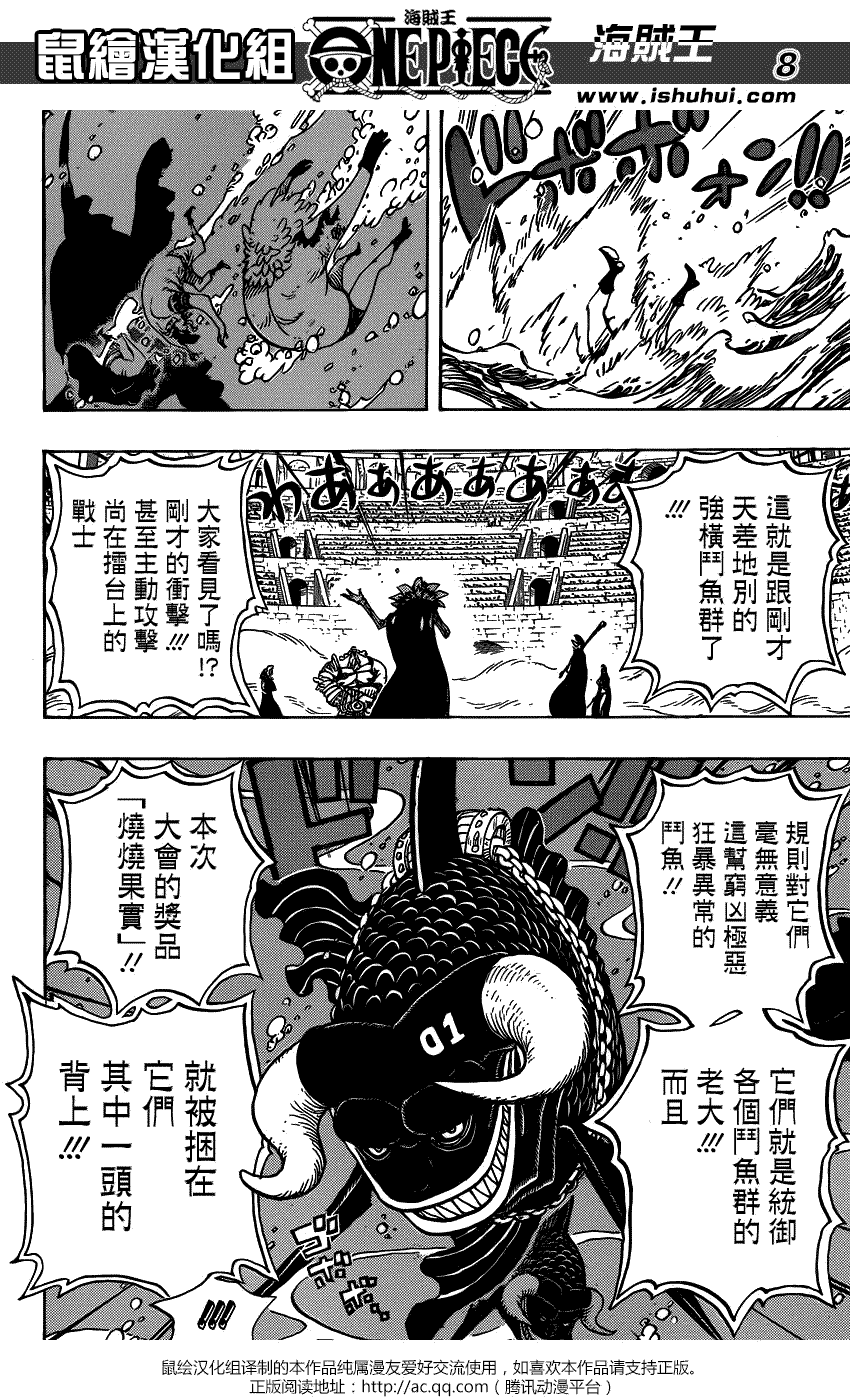 鼠繪漢化組
海賊王
ONE PIECE
海賊王
8
www.ishuhui.com
ドボボォン!!
這就是跟剛才
天差地別的
強橫鬥魚群了
!!!
わあああああああ
大家看見了嗎!?
剛才的衝擊!!!
甚至主動攻擊
尚在擂台上的
戰士
規則對它們
毫無意義
這幫窮凶極惡
狂暴異常的
鬥魚!!
它們就是統御
各個鬥魚群的
老大!!!
而且
本次
大會的獎品
「燒燒果實」!!
就被捆在
它們
其中一頭的
背上!!!
01
!!!
鼠绘汉化组译制的本作品纯属漫友爱好交流使用，如喜欢本作品请支持正版。
正版阅读地址：http://ac.qq.com（腾讯动漫平台）